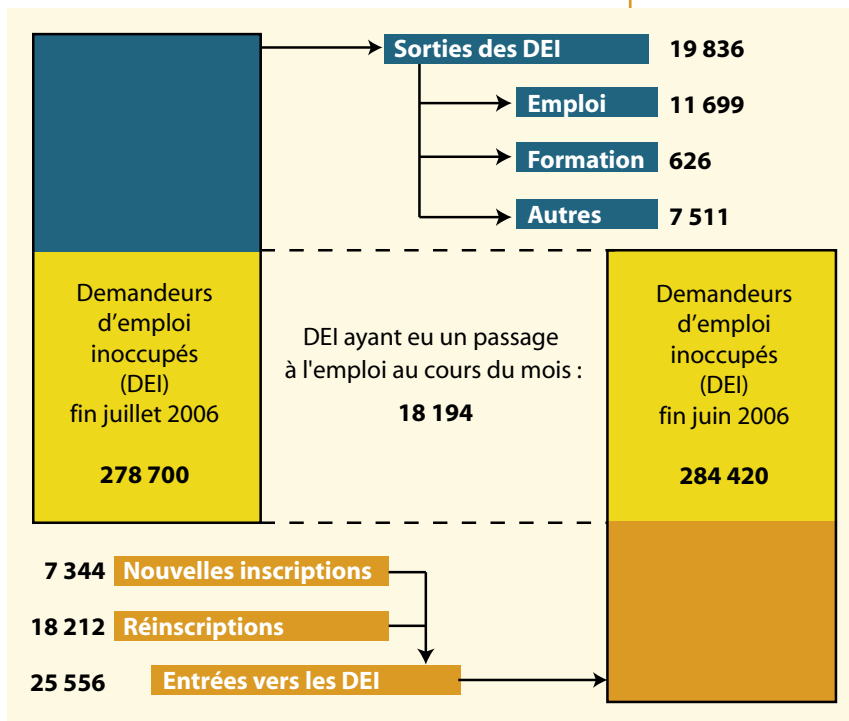 Sorties des DEI 19 836
Emploi 11 699
Formation 626
Autres 7 511
Demandeurs
d'emploi
inoccupés
(DEI)
fin juillet 2006
278 700
DEI ayant eu un passage
à l'emploi au cours du mois :
18 194
Demandeurs
d'emploi
inoccupés
(DEI)
fin juin 2006
284 420
7 344 Nouvelles inscriptions
18 212 Réinscriptions
25 556 Entrées vers les DEI